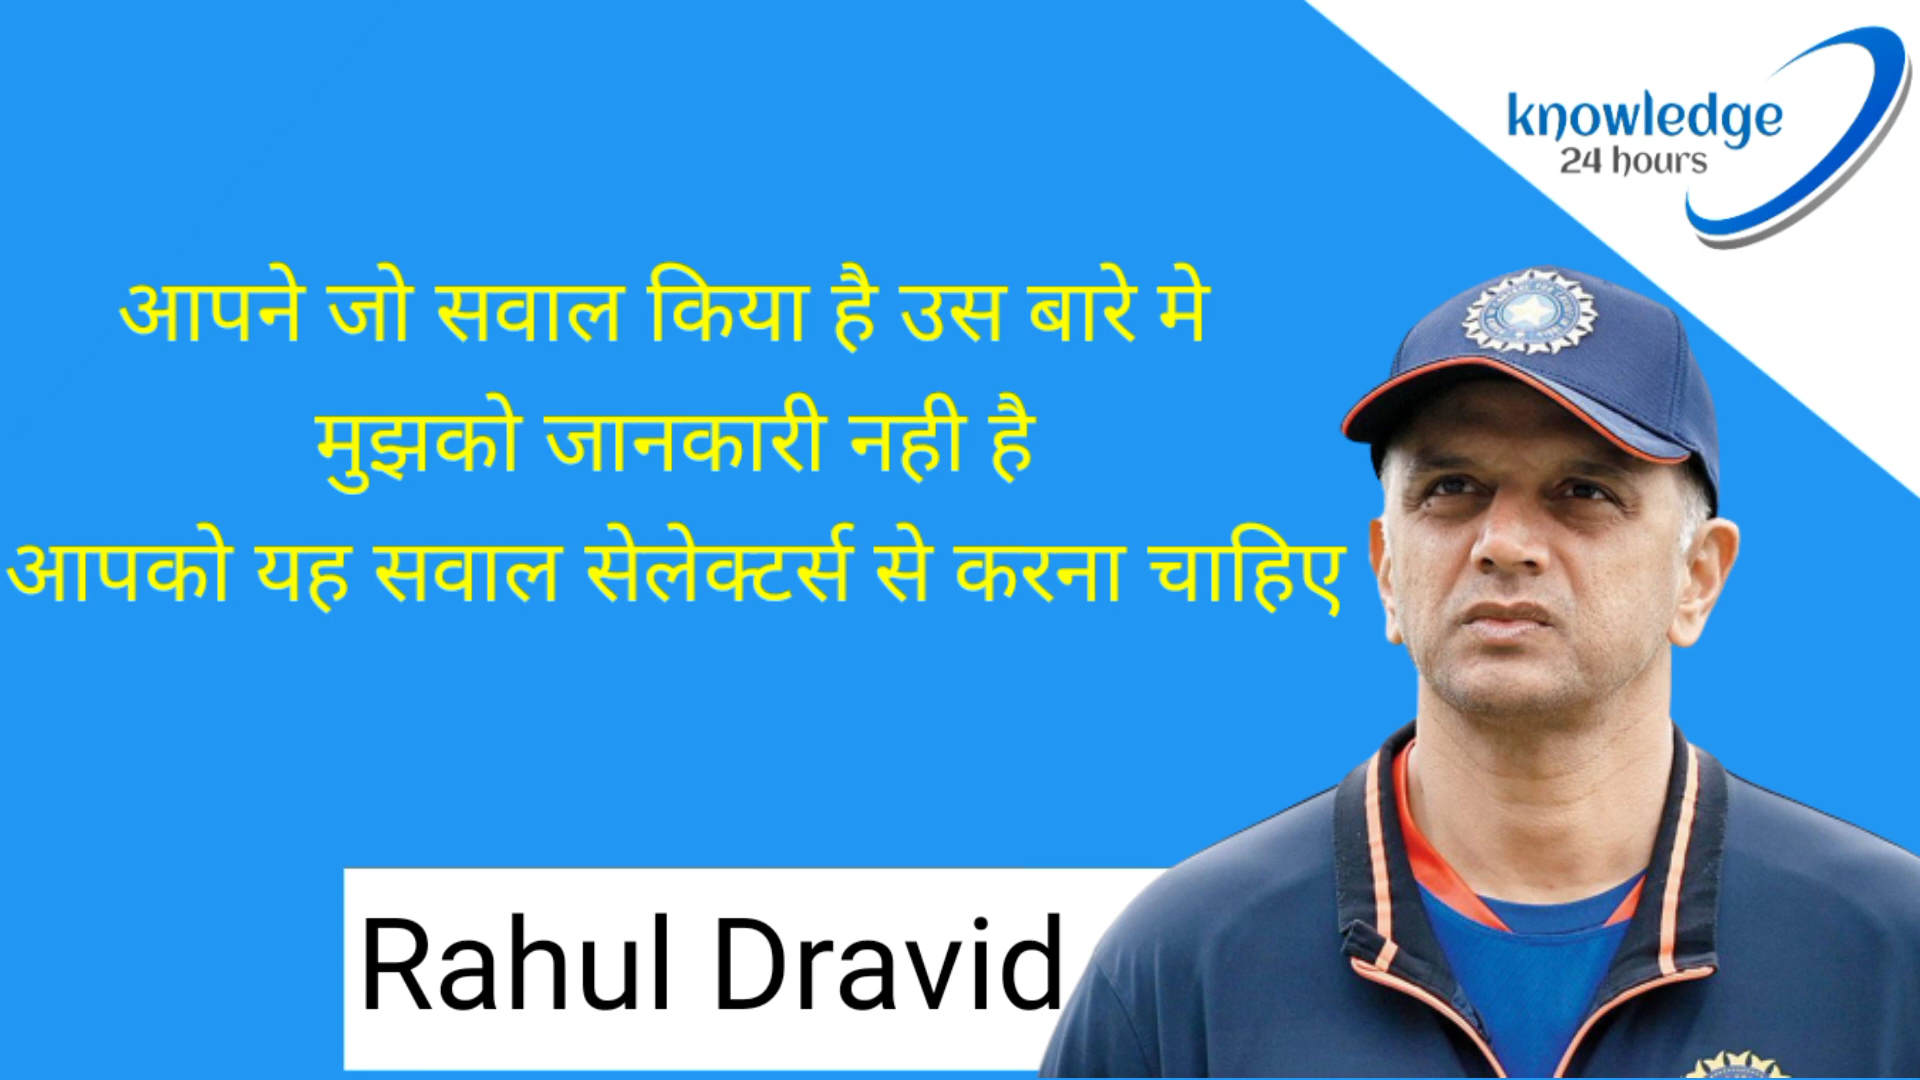 knowledge
24 hours
आपने जो सवाल किया है उस बारे मे
मुझको जानकारी नही है
आपको यह सवाल सेलेक्टर्स से करना चाहिए
Rahul Dravid